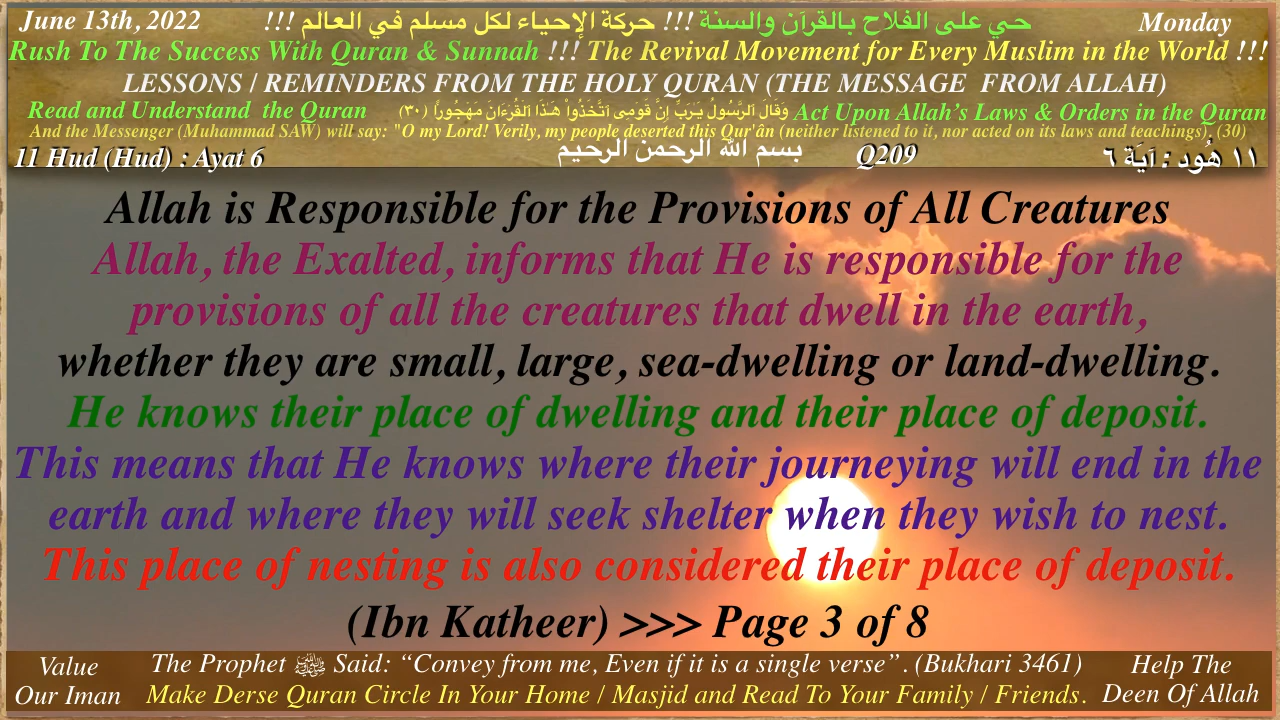 June 13th, 2022 !!! حي على الفلاح بالقرآن والسنة !!! حركة الإحياء لكل مسلم في العالم !!! Monday
Rush To The Success With Quran & Sunnah !!! The Revival Movement for Every Muslim in the World !!!
LESSONS / REMINDERS FROM THE HOLY QURAN (THE MESSAGE FROM ALLAH)
Read and Understand the Quran وَقَالَ ٱلرَّسُولُ يَـٰرَبِّ إِنَّ قَوْمِى ٱتَّخَذُوا۟ هَـٰذَا ٱلْقُرْءَانَ مَهْجُورًا (٣٠) Act Upon Allah’s Laws & Orders in the Quran
And the Messenger (Muhammad SAW) will say: "O my Lord! Verily, my people deserted this Qur'ân (neither listened to it, nor acted on its laws and teachings). (30)
11 Hud (Hud) : Ayat 6 بسم الله الرحمن الرحيم Q209 ١١ هُود : آيَة ٦
Allah is Responsible for the Provisions of All Creatures
Allah, the Exalted, informs that He is responsible for the
provisions of all the creatures that dwell in the earth,
whether they are small, large, sea-dwelling or land-dwelling.
He knows their place of dwelling and their place of deposit.
This means that He knows where their journeying will end in the
earth and where they will seek shelter when they wish to nest.
This place of nesting is also considered their place of deposit.
(Ibn Katheer) >>> Page 3 of 8
Value The Prophet ﷺ Said: “Convey from me, Even if it is a single verse”. (Bukhari 3461) Help The
Our Iman Make Derse Quran Circle In Your Home / Masjid and Read To Your Family / Friends. Deen Of Allah